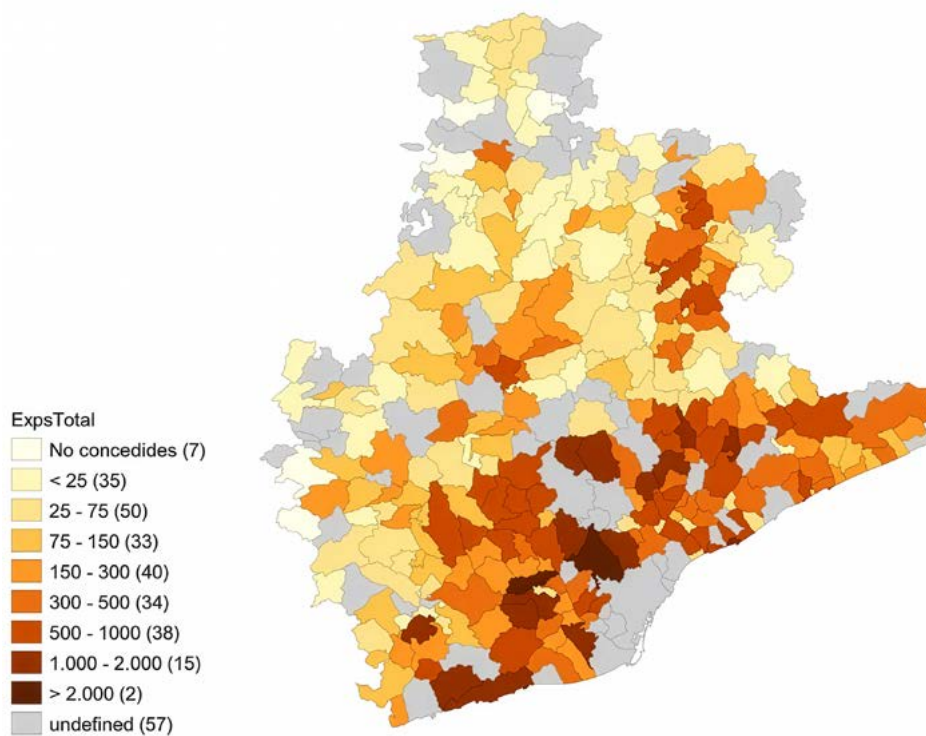 ExpsTotal
No concedides (7)
< 25 (35)
25 - 75 (50)
75 - 150 (33)
150 - 300 (40)
300 - 500 (34)
500 - 1000 (38)
1.000 - 2.000 (15)
> 2.000 (2)
undefined (57)